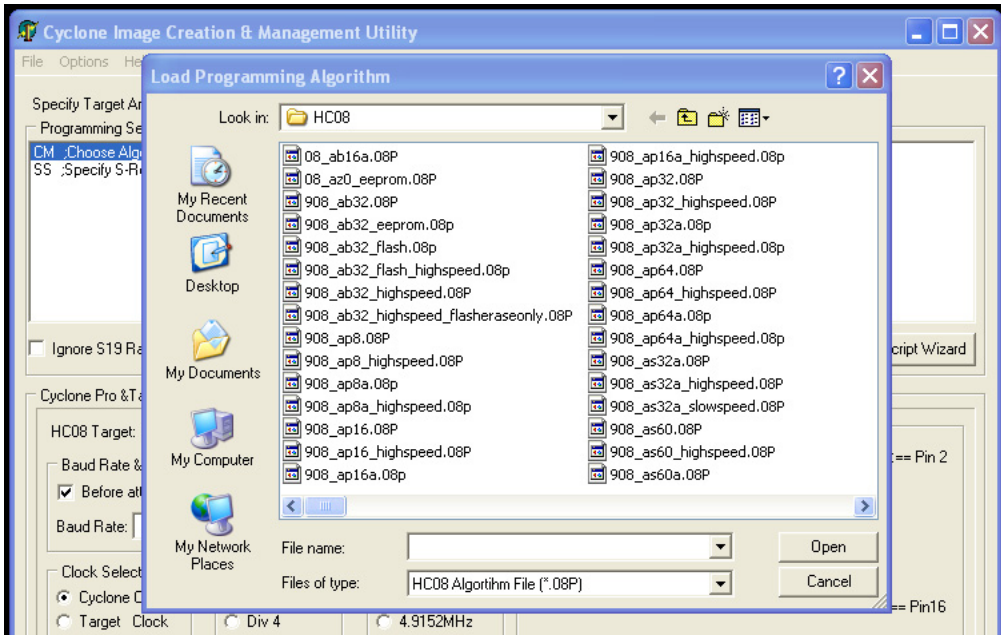 Cyclone Image Creation & Management Utility
File Options
Load Programming Algorithm
Specify Target
Look in: HC08
Programming
CM ;Choose
SS ;Specify
My Recent
Documents
Desktop
My Documents
My Computer
My Network
Places
08_ab16a.08P
08_az0_eeprom.08P
908_ab32.08P
908_ab32_eeprom.08p
908_ab32_flash.08p
908_ab32_flash_highspeed.08p
908_ab32_highspeed.08P
908_ab32_highspeed_flasheraseonly.08P
908_ap8.08P
908_ap8_highspeed.08P
908_ap8a.08p
908_ap8a_highspeed.08p
908_ap16.08P
908_ap16_highspeed.08P
908_ap16a.08p
908_ap16a_highspeed.08p
908_ap32.08P
908_ap32_highspeed.08P
908_ap32a.08p
908_ap32a_highspeed.08p
908_ap64.08P
908_ap64_highspeed.08P
908_ap64a.08p
908_ap64a_highspeed.08p
908_as32a.08P
908_as32a_highspeed.08P
908_as32a_slowspeed.08P
908_as60.08P
908_as60_highspeed.08P
908_as60a.08P
Ignore S19
cript Wizard
Cyclone Pro &
HC08 Target:
== Pin 2
Baud Rate &
Before
Baud Rate:
File name:
Open
Files of type: HC08 Algortihm File (*.08P)
Cancel
Clock Select
Cyclone
== Pin16
Target Clock
Div 4
4.9152MHz